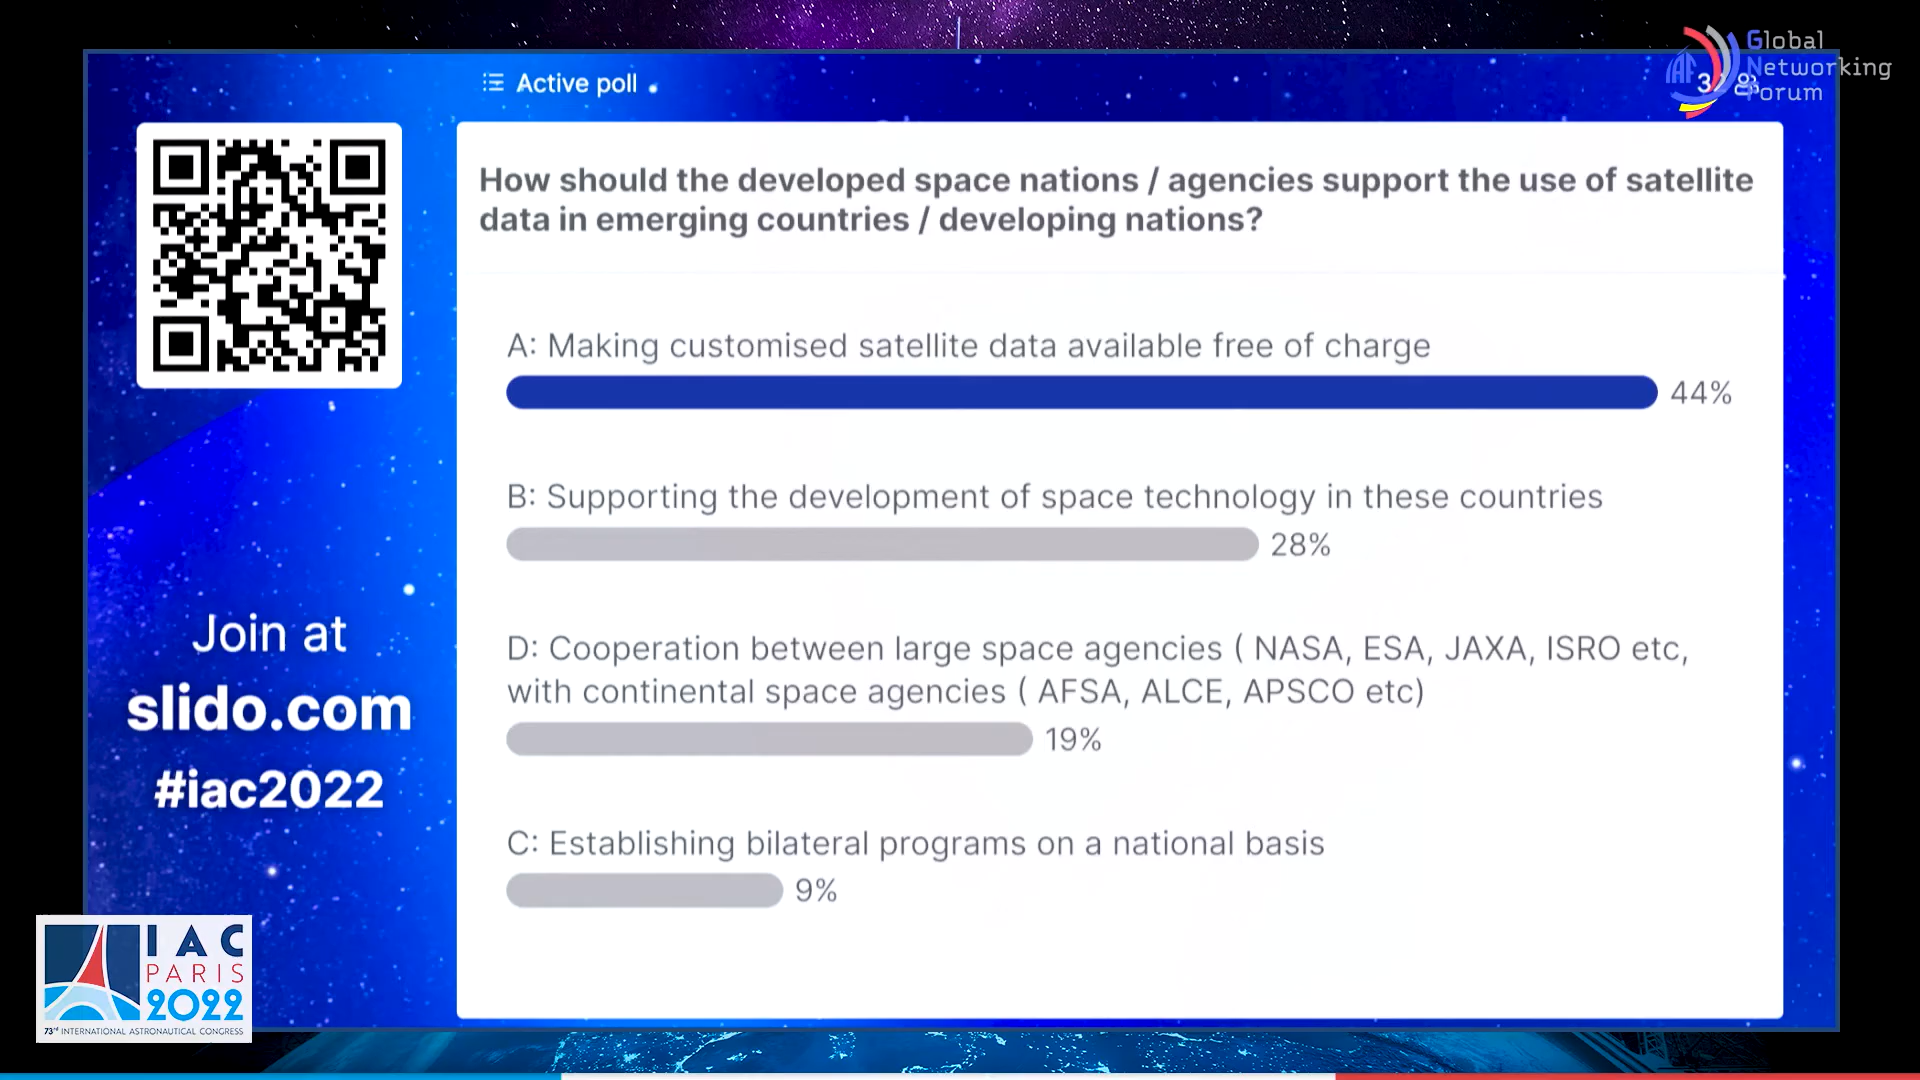 Global
Networking
Forum
Active poll
How should the developed space nations / agencies support the use of satellite
data in emerging countries / developing nations?
A: Making customised satellite data available free of charge
44%
B: Supporting the development of space technology in these countries
28%
D: Cooperation between large space agencies ( NASA, ESA, JAXA, ISRO etc,
with continental space agencies ( AFSA, ALCE, APSCO etc)
19%
C: Establishing bilateral programs on a national basis
9%
Join at
slido.com
#iac2022
IAC
PARIS
2022
73rd INTERNATIONAL ASTRONAUTICAL CONGRESS